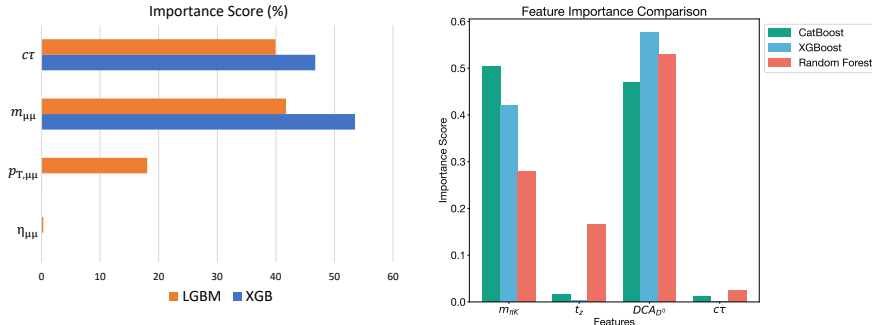 Importance Score (%)
cτ
m_μμ
p_T,μμ
η_μμ
0 10 20 30 40 50 60
LGBM XGB
Feature Importance Comparison
Importance Score
0.6
0.5
0.4
0.3
0.2
0.1
0.0
m_πK t_z DCA_D⁰ cτ
Features
CatBoost
XGBoost
Random Forest